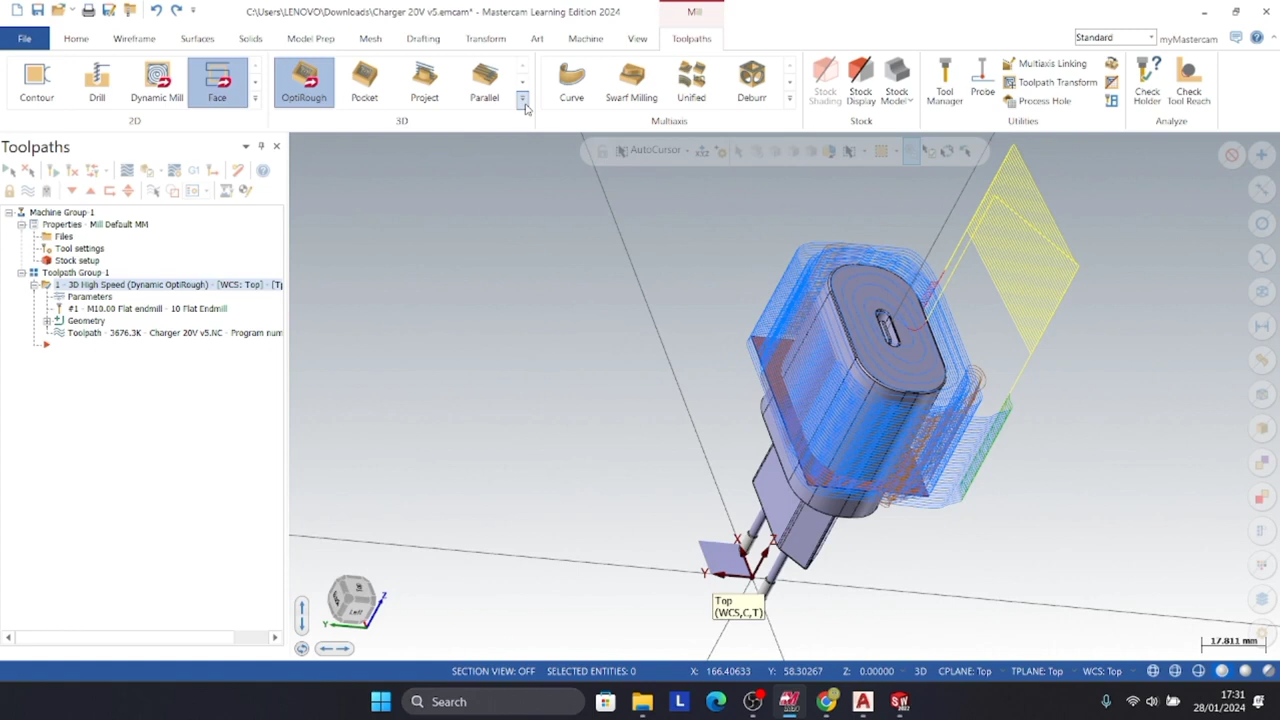 C:\Users\LENOVO\Downloads\Charger 20V v5.emcam* - Mastercam Learning Edition 2024
Mill
File Home Wireframe Surfaces Solids Model Prep Mesh Drafting Transform Art Machine View Toolpaths
Standard
myMastercam
Contour Drill Dynamic Mill Face
OptiRough Pocket Project Parallel
Curve Swarf Milling Unified Deburr
Stock Shading
Stock Display
Stock Model
Tool Manager
Probe
Multiaxis Linking
Toolpath Transform
Process Hole
Check Holder
Check Tool Reach
2D 3D Multiaxis Stock Utilities Analyze
Toolpaths
AutoCursor
XYZ
G1
Machine Group-1
Properties - Mill Default MM
Files
Tool settings
Stock setup
Toolpath Group-1
1 - 3D High Speed (Dynamic OptiRough) - [WCS: Top] - [T
Parameters
#1 - M10.00 Flat endmill - 10 Flat Endmill
Geometry
Toolpath - 3676.3K - Charger 20V v5.NC - Program num
X
Z
Y
Top
(WCS,C,T)
Left
Z
Y
17.811 mm
SECTION VIEW: OFF SELECTED ENTITIES: 0 X: 166.40633 Y: 58.30267 Z: 0.00000 3D CPLANE: Top TPLANE: Top WCS: Top
Search
17:31
28/01/2024